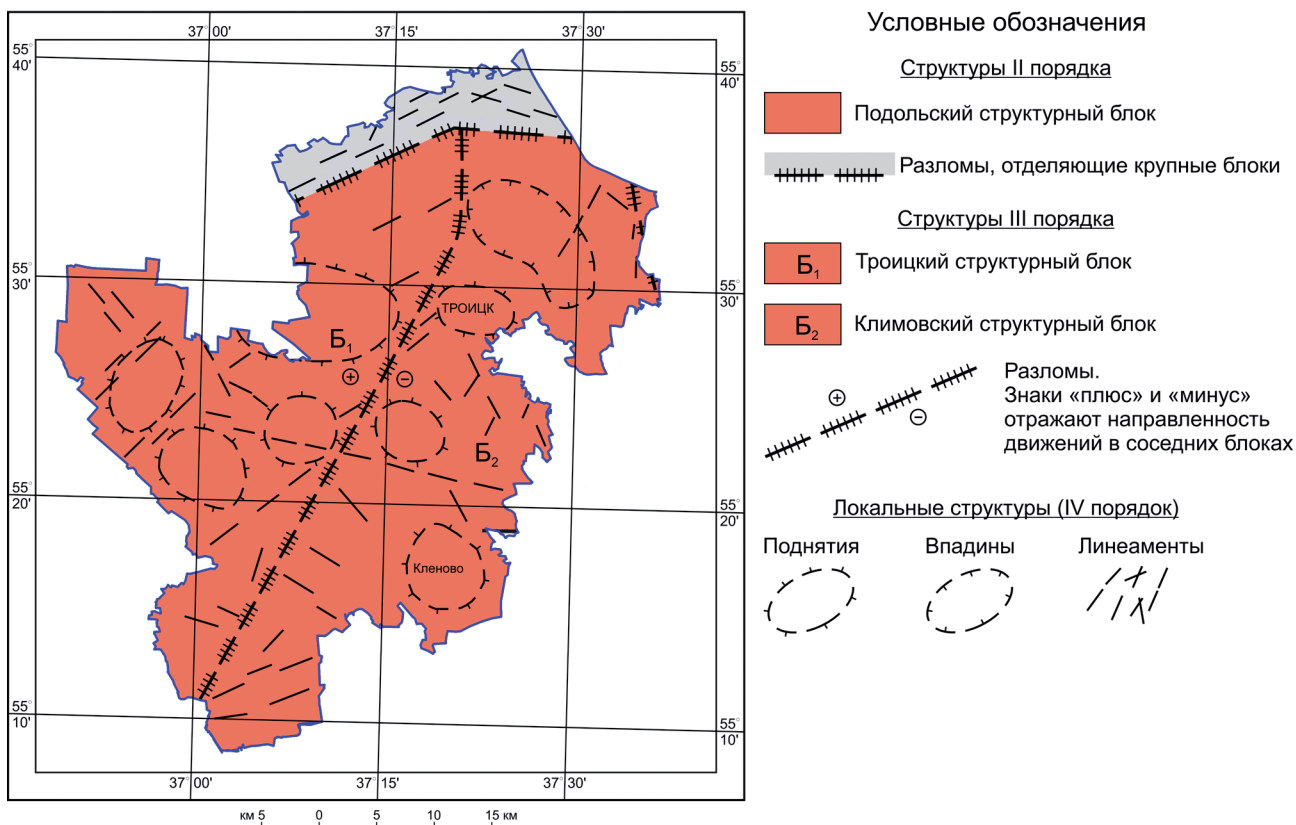 37°00'
37°15'
37°30'
55°
40'
55°
40'
55°
30'
55°
30'
ТРОИЦК
Б1
+
−
Б2
55°
20'
55°
20'
Кленово
55°
10'
55°
10'
37°00'
37°15'
37°30'
км 5 0 5 10 15 км
Условные обозначения
Структуры II порядка
Подольский структурный блок
Разломы, отделяющие крупные блоки
Структуры III порядка
Б1 Троицкий структурный блок
Б2 Климовский структурный блок
+
−
Разломы.
Знаки «плюс» и «минус»
отражают направленность
движений в соседних блоках
Локальные структуры (IV порядок)
Поднятия Впадины Линеаменты